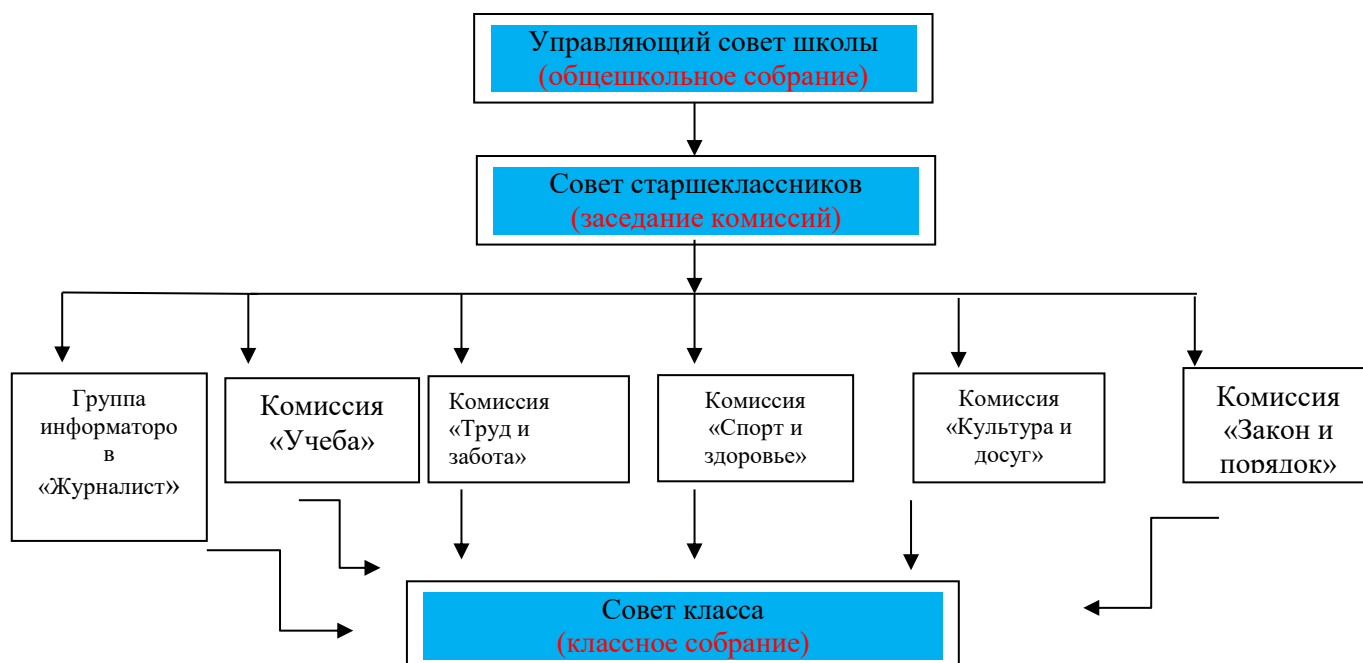 Управляющий совет школы
(общешкольное собрание)
Совет старшеклассников
(заседание комиссий)
Группа
информаторо
в
«Журналист»
Комиссия
«Учеба»
Комиссия
«Труд и
забота»
Комиссия
«Спорт и
здоровье»
Комиссия
«Культура и
досуг»
Комиссия
«Закон и
порядок»
Совет класса
(классное собрание)